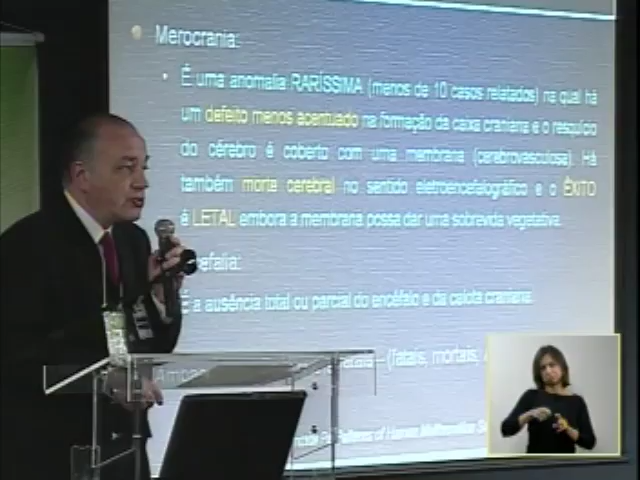 Merocrania:
É uma anomalia RARÍSSIMA (menos de 10 casos relatados) na qual há
um defeito menos acentuado na formação da caixa craniana e o resquício
do cérebro é coberto com uma membrana (cerebrovasculosa). Há
também morte cerebral no sentido eletroencefalográfico e o ÊXITO
é LETAL embora a membrana possa dar uma sobrevida vegetativa.
efalia:
É a ausência total ou parcial do encéfalo e da calota craniana.
(fatais, mortais,